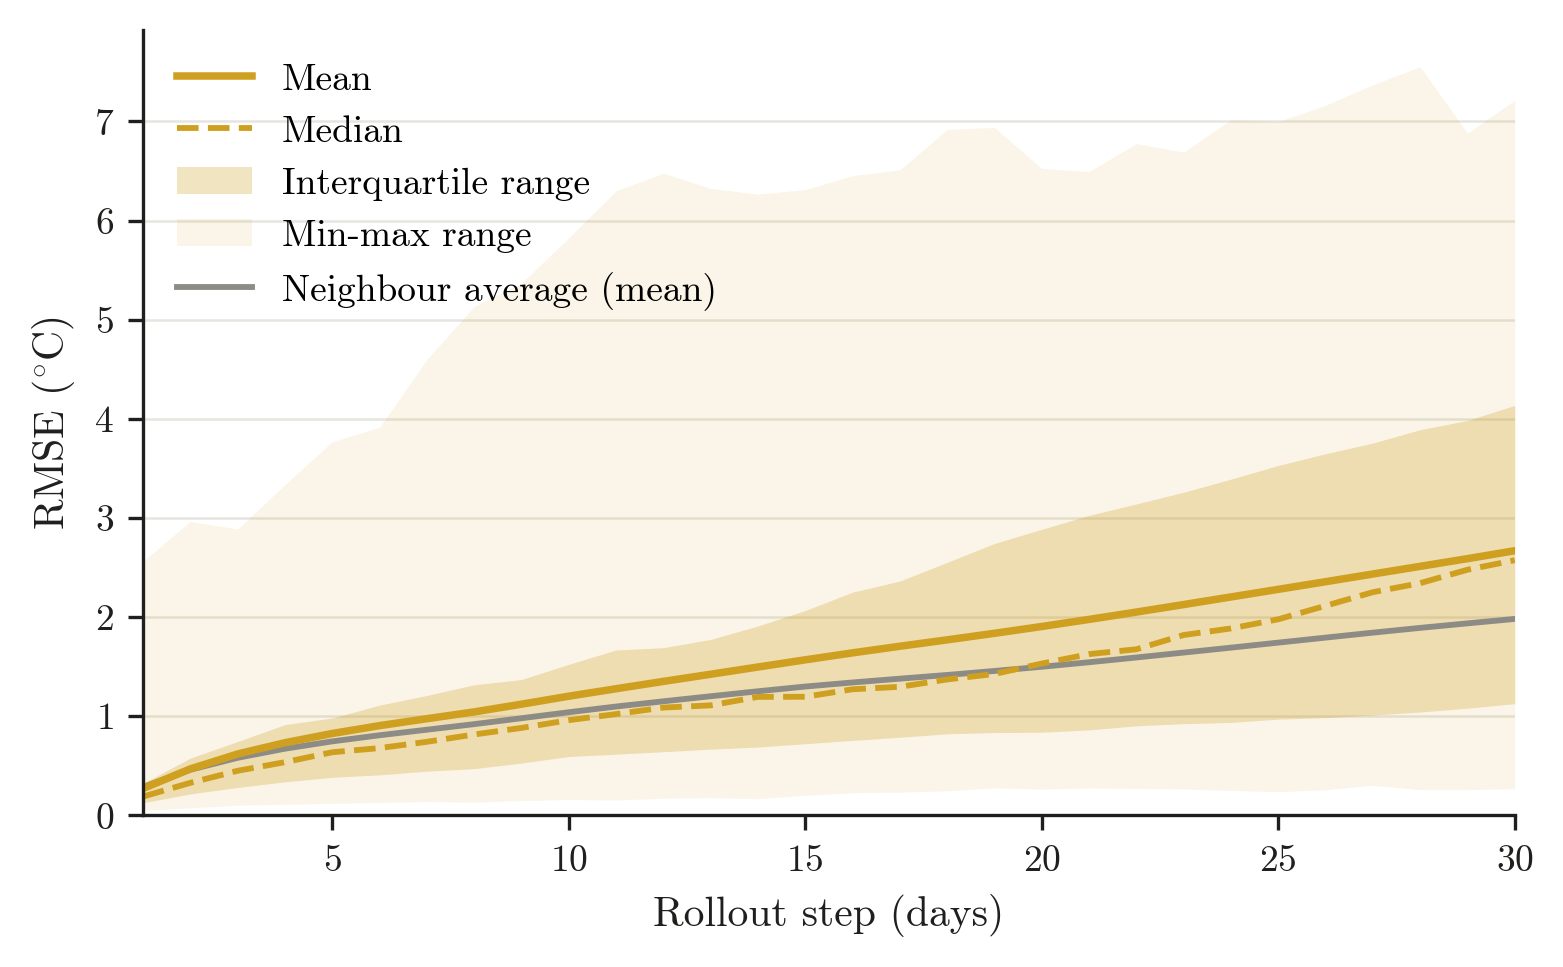 Mean
Median
Interquartile range
Min-max range
Neighbour average (mean)
7
6
5
4
3
2
1
0
RMSE (°C)
5 10 15 20 25 30
Rollout step (days)